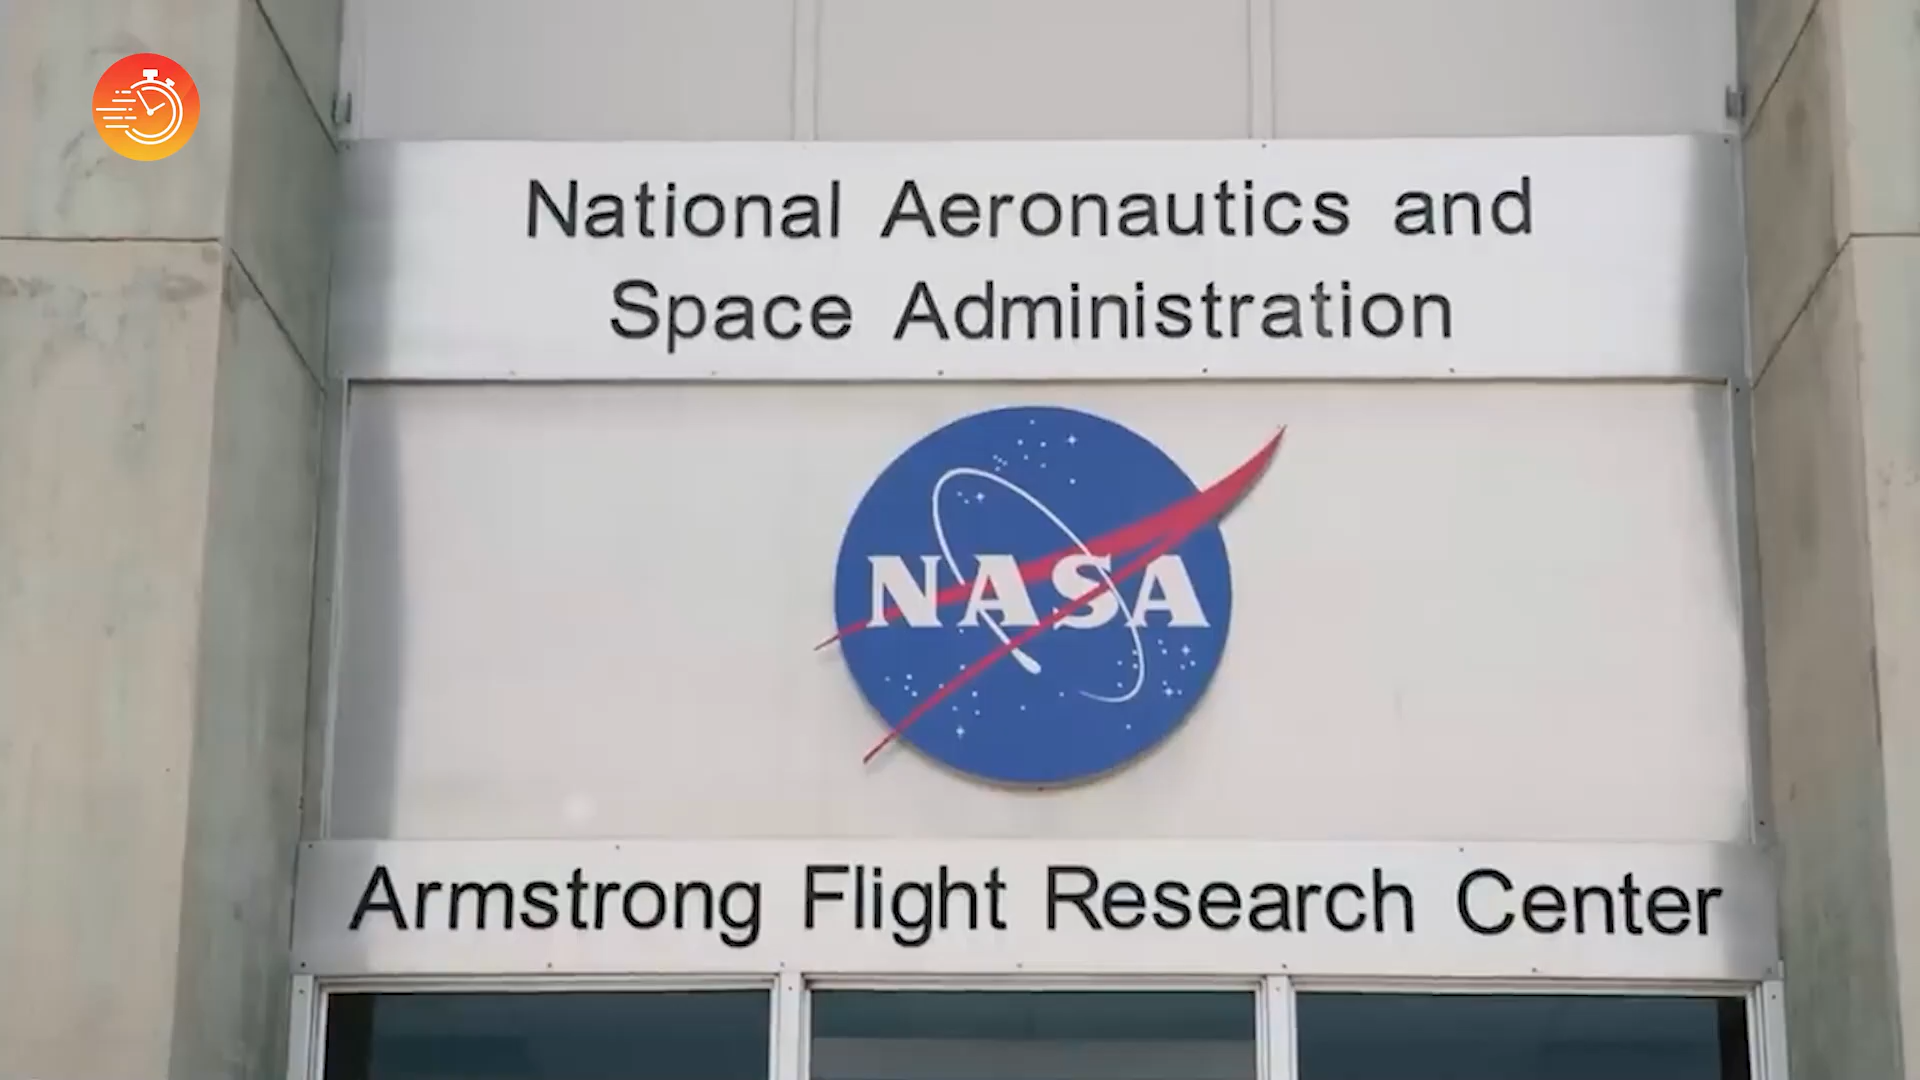 National Aeronautics and
Space Administration
NASA
Armstrong Flight Research Center